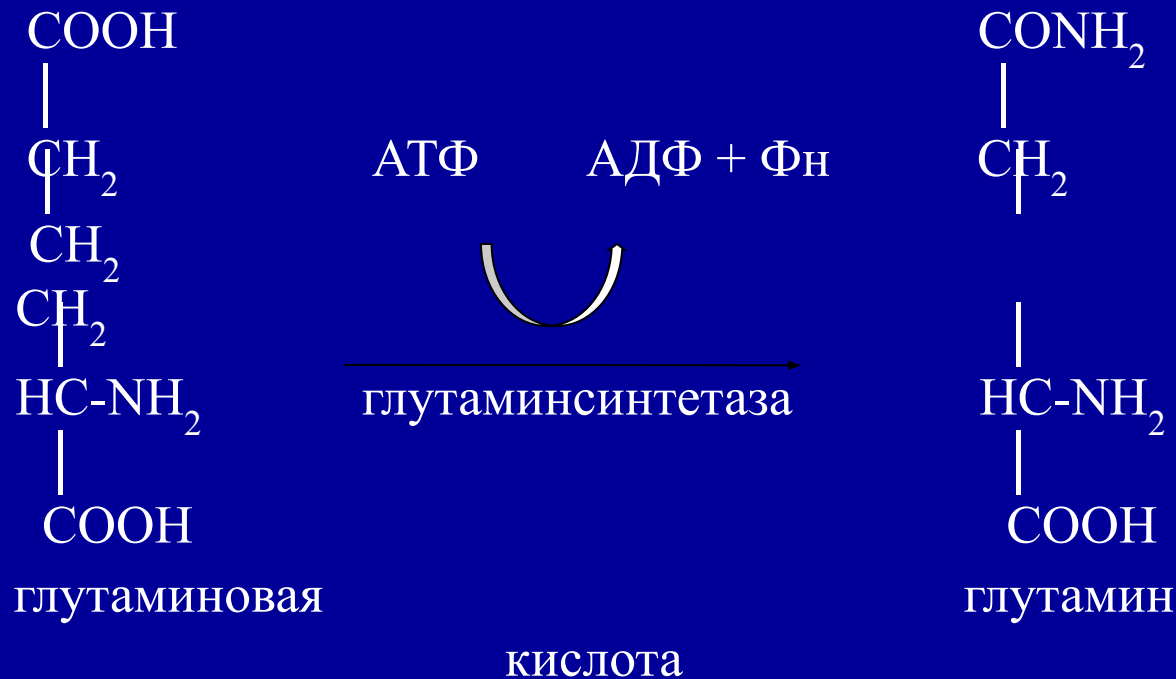 COOH CONH2
CH2 АТФ АДФ + Фн CH2
CH2
CH2
HC-NH2 глутаминсинтетаза HC-NH2
COOH COOH
глутаминовая глутамин
кислота